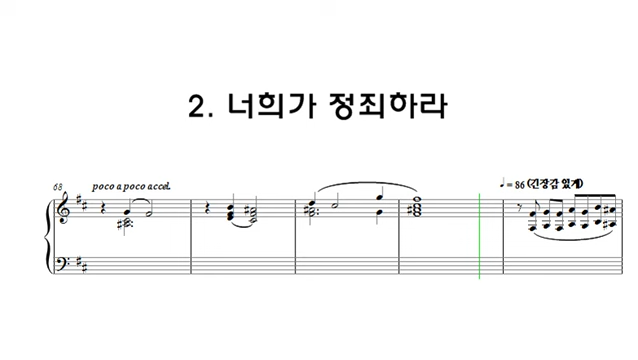 2. 너희가 정죄하라
68
poco a poco accel.
♩ = 86 (긴장감 있게)